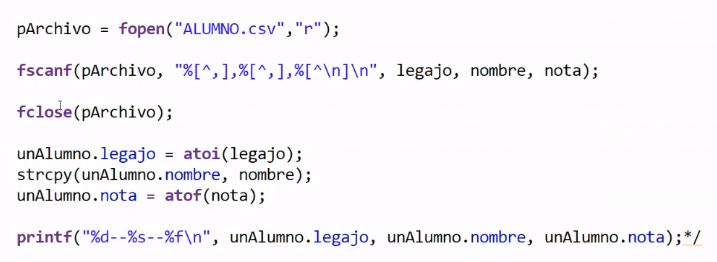 pArchivo = fopen("ALUMNO.csv","r");
fscanf(pArchivo, "%[^,],%[^,],%[^\n]\n", legajo, nombre, nota);
fclose(pArchivo);
unAlumno.legajo = atoi(legajo);
strcpy(unAlumno.nombre, nombre);
unAlumno.nota = atof(nota);
printf("%d--%s--%f\n", unAlumno.legajo, unAlumno.nombre, unAlumno.nota);*/